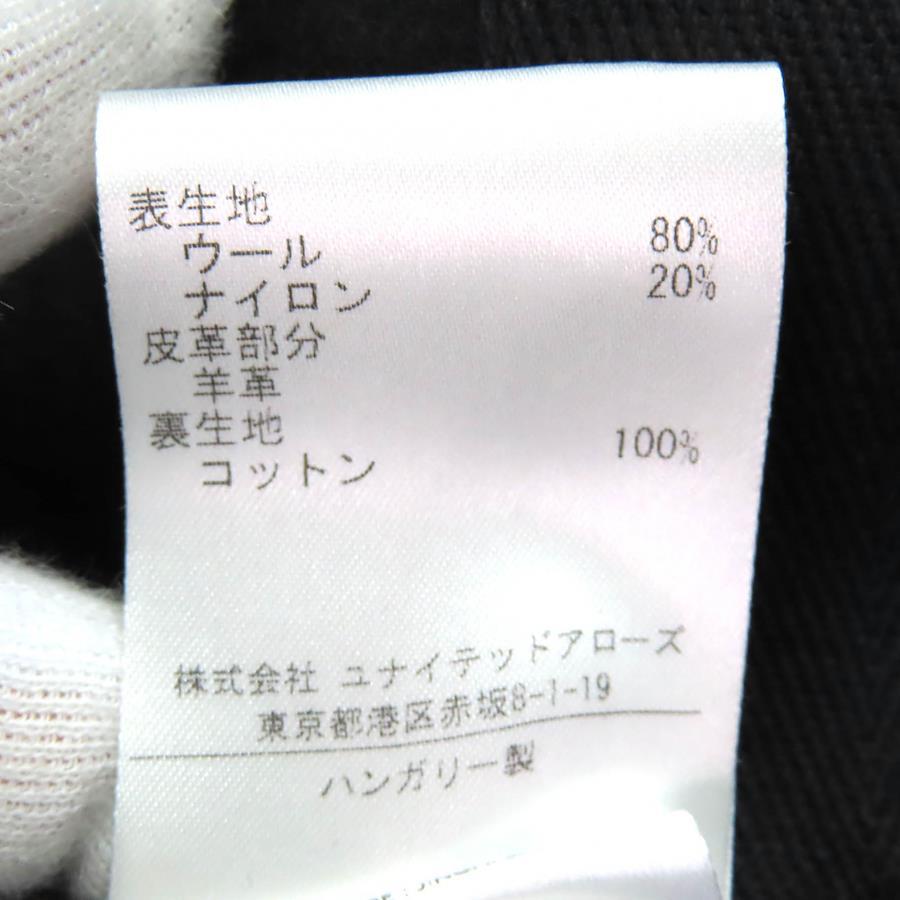 表生地
ウール 80%
ナイロン 20%
皮革部分
羊革
裏生地
コットン 100%
株式会社 ユナイテッドアローズ
東京都港区赤坂8-1-19
ハンガリー製